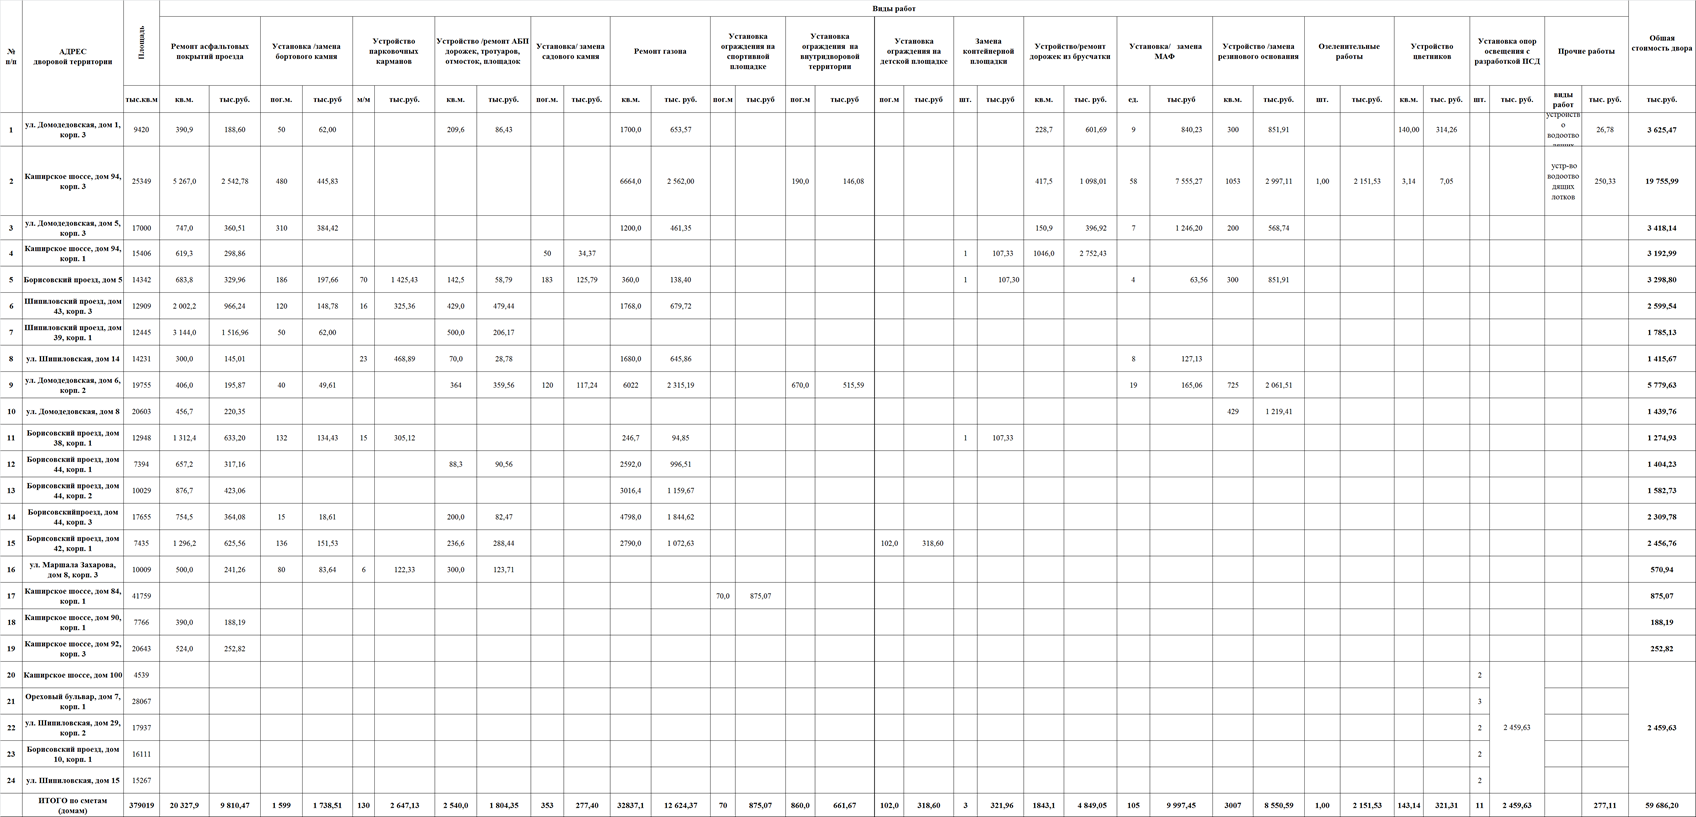 Виды работ
№ п/п | АДРЕС дворовой территории | Площадь | Ремонт асфальтовых покрытий проезда | Установка /замена бортового камня | Устройство парковочных карманов | Устройство /ремонт АБП дорожек, тротуаров, отмосток, площадок | Установка/ замена садового камня | Ремонт газона | Установка ограждения на спортивной площадке | Установка ограждения на внутридворовой территории | Установка ограждения на детской площадке | Замена контейнерной площадки | Устройство/ремонт дорожек из брусчатки | Установка/ замена МАФ | Устройство /замена резинового основания | Озеленительные работы | Устройство цветников | Установка опор освещения с разработкой ПСД | Прочие работы | Общая стоимость двора
тыс.кв.м | кв.м. | тыс.руб. | пог.м. | тыс.руб | м/м | тыс.руб. | кв.м. | тыс.руб. | пог.м. | тыс.руб. | кв.м. | тыс. руб. | пог.м | тыс.руб | пог.м | тыс.руб. | пог.м | тыс.руб. | шт. | тыс.руб. | кв.м. | тыс.руб. | ед. | тыс.руб | кв.м. | тыс.руб. | шт. | тыс.руб. | кв.м. | тыс. руб. | шт. | тыс. руб. | виды работ | тыс. руб. | тыс.руб.
1 | ул. Домодедовская, дом 1, корп. 3 | 9420 | 390,9 | 188,60 | 50 | 62,00 | 209,6 | 86,43 | 1700,0 | 653,57 | 228,7 | 601,69 | 9 | 840,23 | 300 | 851,91 | 140,00 | 314,26 | устройство водоотво | 26,78 | 3 625,47
2 | Каширское шоссе, дом 94, корп. 3 | 25349 | 5 267,0 | 2 542,78 | 480 | 445,83 | 6664,0 | 2 562,00 | 190,0 | 146,08 | 417,5 | 1 098,01 | 58 | 7 555,27 | 1053 | 2 997,11 | 1,00 | 2 151,53 | 3,14 | 7,05 | устр-во водоотводящих лотков | 250,33 | 19 755,99
3 | ул. Домодедовская, дом 5, корп. 3 | 17000 | 747,0 | 360,51 | 310 | 384,42 | 1200,0 | 461,35 | 150,9 | 396,92 | 7 | 1 246,20 | 200 | 568,74 | 3 418,14
4 | Каширское шоссе, дом 94, корп. 1 | 15406 | 619,3 | 298,86 | 50 | 34,37 | 1 | 107,33 | 1046,0 | 2 752,43 | 3 192,99
5 | Борисовский проезд, дом 5 | 14342 | 683,8 | 329,96 | 186 | 197,66 | 70 | 1 425,43 | 142,5 | 58,79 | 183 | 125,79 | 360,0 | 138,40 | 1 | 107,30 | 4 | 63,56 | 300 | 851,91 | 3 298,80
6 | Шипиловский проезд, дом 43, корп. 3 | 12909 | 2 002,2 | 966,24 | 120 | 148,78 | 16 | 325,36 | 429,0 | 479,44 | 1768,0 | 679,72 | 2 599,54
7 | Шипиловский проезд, дом 39, корп. 1 | 12445 | 3 144,0 | 1 516,96 | 50 | 62,00 | 500,0 | 206,17 | 1 785,13
8 | ул. Шипиловская, дом 14 | 14231 | 300,0 | 145,01 | 23 | 468,89 | 70,0 | 28,78 | 1680,0 | 645,86 | 8 | 127,13 | 1 415,67
9 | ул. Домодедовская, дом 6, корп. 2 | 19755 | 406,0 | 195,87 | 40 | 49,61 | 364 | 359,56 | 120 | 117,24 | 6022 | 2 315,19 | 670,0 | 515,59 | 19 | 165,06 | 725 | 2 061,51 | 5 779,63
10 | ул. Домодедовская, дом 8 | 20603 | 456,7 | 220,35 | 429 | 1 219,41 | 1 439,76
11 | Борисовский проезд, дом 38, корп. 1 | 12948 | 1 312,4 | 633,20 | 132 | 134,43 | 15 | 305,12 | 246,7 | 94,85 | 1 | 107,33 | 1 274,93
12 | Борисовский проезд, дом 44, корп. 1 | 7394 | 657,2 | 317,16 | 88,3 | 90,56 | 2592,0 | 996,51 | 1 404,23
13 | Борисовский проезд, дом 44, корп. 2 | 10029 | 876,7 | 423,06 | 3016,4 | 1 159,67 | 1 582,73
14 | Борисовскийпроезд, дом 44, корп. 3 | 17655 | 754,5 | 364,08 | 15 | 18,61 | 200,0 | 82,47 | 4798,0 | 1 844,62 | 2 309,78
15 | Борисовский проезд, дом 42, корп. 1 | 7435 | 1 296,2 | 625,56 | 136 | 151,53 | 236,6 | 288,44 | 2790,0 | 1 072,63 | 102,0 | 318,60 | 2 456,76
16 | ул. Маршала Захарова, дом 8, корп. 3 | 10009 | 500,0 | 241,26 | 80 | 83,64 | 6 | 122,33 | 300,0 | 123,71 | 570,94
17 | Каширское шоссе, дом 84, корп. 1 | 41759 | 70,0 | 875,07 | 875,07
18 | Каширское шоссе, дом 90, корп. 1 | 7766 | 390,0 | 188,19 | 188,19
19 | Каширское шоссе, дом 92, корп. 3 | 20643 | 524,0 | 252,82 | 252,82
20 | Каширское шоссе, дом 100 | 4539 | 2
21 | Ореховый бульвар, дом 7, корп. 1 | 28067 | 3
22 | ул. Шипиловская, дом 29, корп. 2 | 17937 | 2 | 2 459,63 | 2 459,63
23 | Борисовский проезд, дом 10, корп. 1 | 16111 | 2
24 | ул. Шипиловская, дом 15 | 15267 | 2
ИТОГО по сметам (домам) | 379019 | 20 327,9 | 9 810,47 | 1 599 | 1 738,51 | 130 | 2 647,13 | 2 540,0 | 1 804,35 | 353 | 277,40 | 32837,1 | 12 624,37 | 70 | 875,07 | 860,0 | 661,67 | 102,0 | 318,60 | 3 | 321,96 | 1843,1 | 4 849,05 | 105 | 9 997,45 | 3007 | 8 550,59 | 1,00 | 2 151,53 | 143,14 | 321,31 | 11 | 2 459,63 | 277,11 | 59 686,20